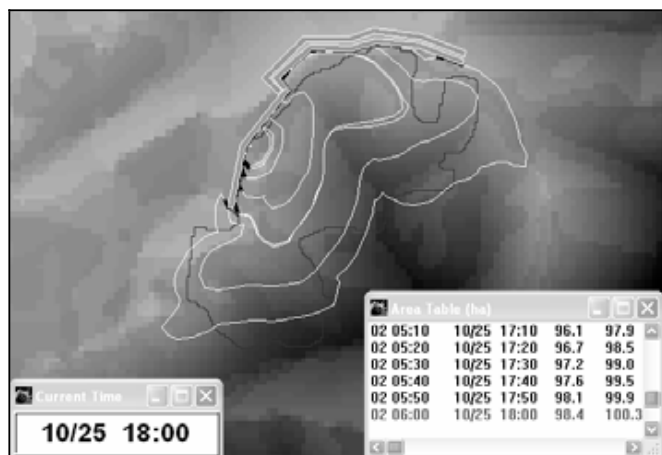 Area Table (ha)
02 05:10 10/25 17:10 96.1 97.9
02 05:20 10/25 17:20 96.7 98.5
02 05:30 10/25 17:30 97.2 99.0
02 05:40 10/25 17:40 97.6 99.5
02 05:50 10/25 17:50 98.1 99.9
02 06:00 10/25 18:00 98.4 100.3
Current Time
10/25 18:00